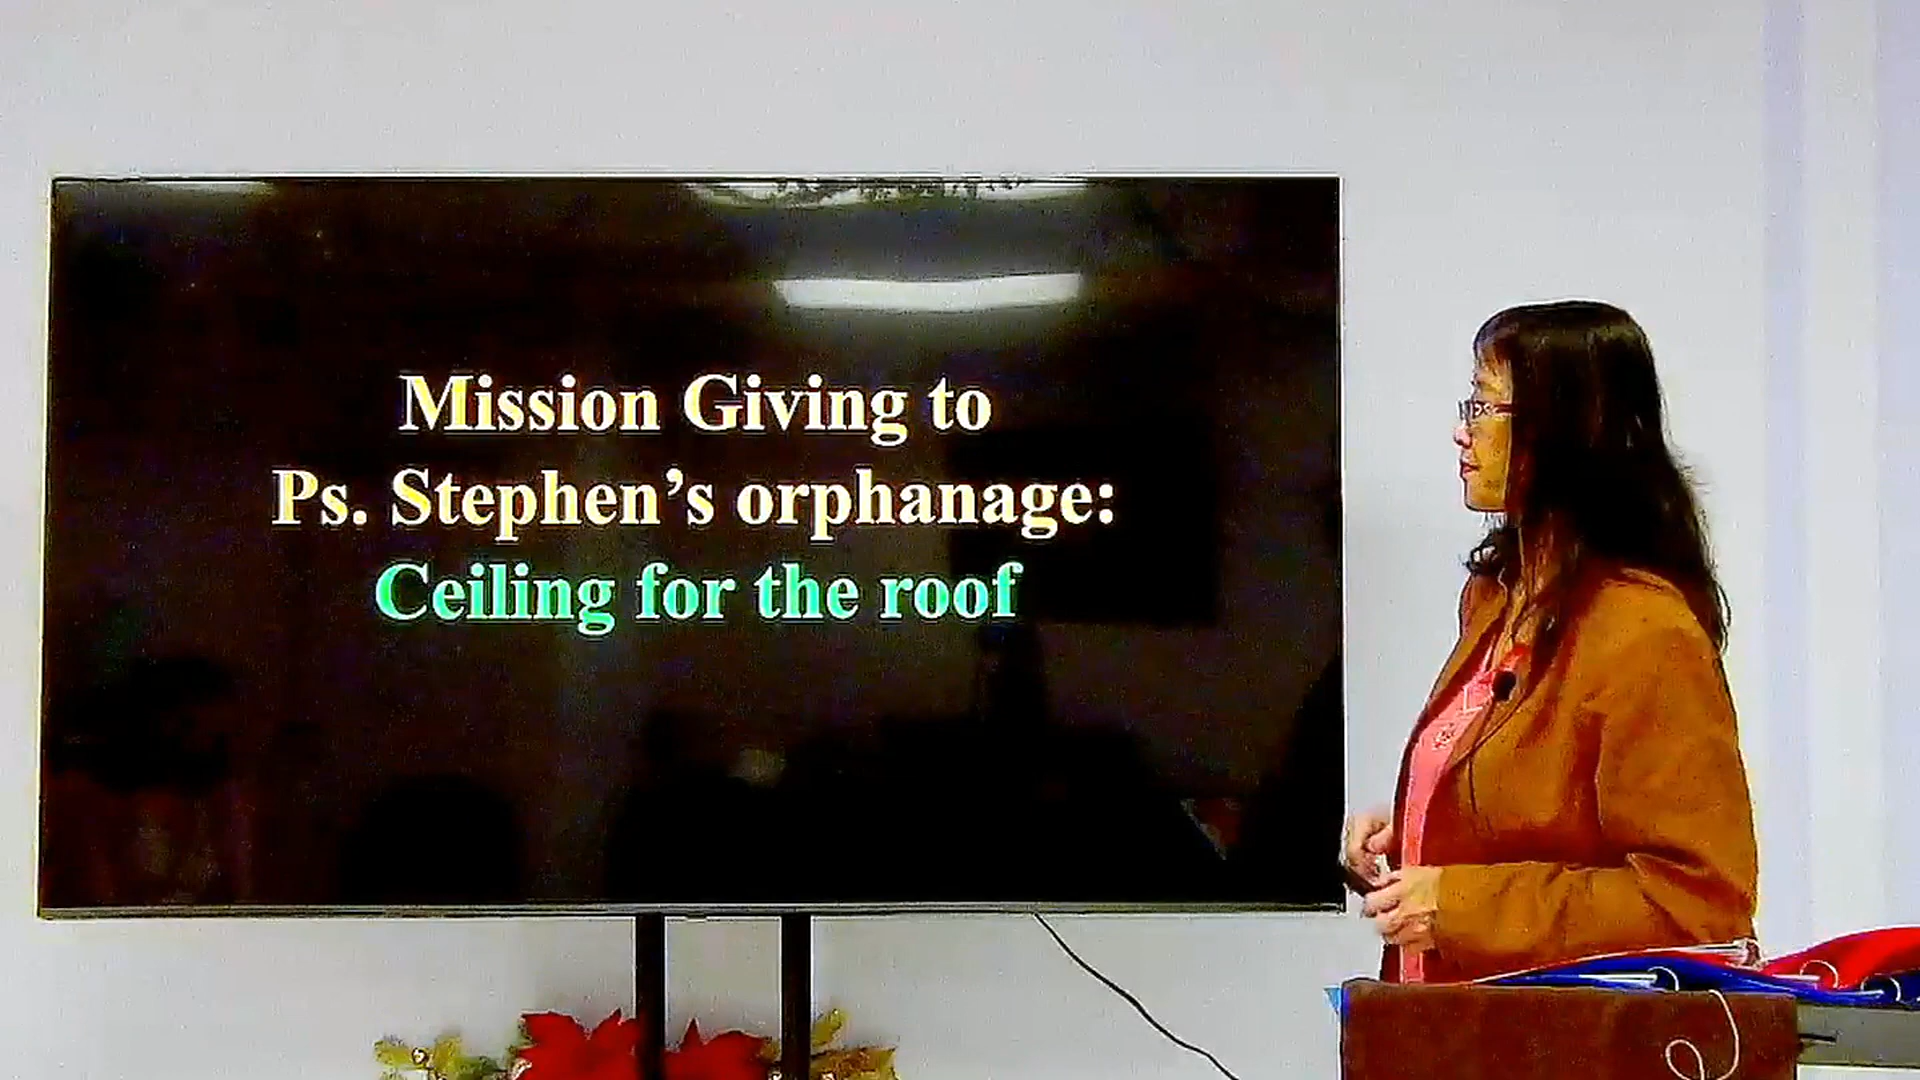 Mission Giving to
Ps. Stephen’s orphanage:
Ceiling for the roof